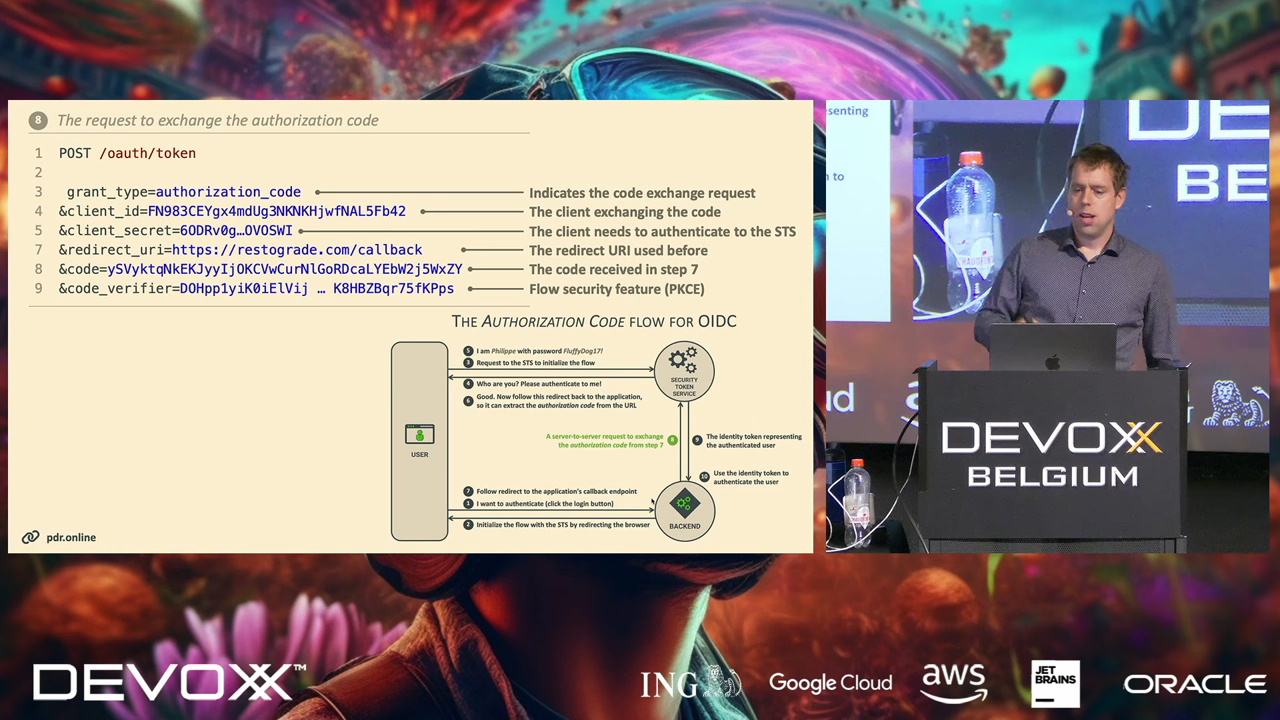 8 The request to exchange the authorization code
1 POST /oauth/token
2
3 grant_type=authorization_code Indicates the code exchange request
4 &client_id=FN983CEYgx4mdUg3NKNKHjwfNAL5Fb42 The client exchanging the code
5 &client_secret=6ODRv0g…OVOSWI The client needs to authenticate to the STS
7 &redirect_uri=https://restograde.com/callback The redirect URI used before
8 &code=ySVyktqNkEKJyyIjOKCVwCurNlGoRDcaLYEbW2j5WxZY The code received in step 7
9 &code_verifier=DOHpp1yiK0iElVij … K8HBZBqr75fKPps Flow security feature (PKCE)
THE AUTHORIZATION CODE FLOW FOR OIDC
5 I am Philippe with password FluffyDog17!
3 Request to the STS to initialize the flow
4 Who are you? Please authenticate to me!
6 Good. Now follow this redirect back to the application,
so it can extract the authorization code from the URL
SECURITY
TOKEN
SERVICE
USER
A server-to-server request to exchange
the authorization code from step 7
8
9 The identity token representing
the authenticated user
10 Use the identity token to
authenticate the user
7 Follow redirect to the application's callback endpoint
1 I want to authenticate (click the login button)
2 Initialize the flow with the STS by redirecting the browser
BACKEND
pdr.online
esenting
n to
DE
BE
ud
DEVOXX
BELGIUM
DEVOXX™
ING
Google Cloud
aws
JET
BRAINS
ORACLE